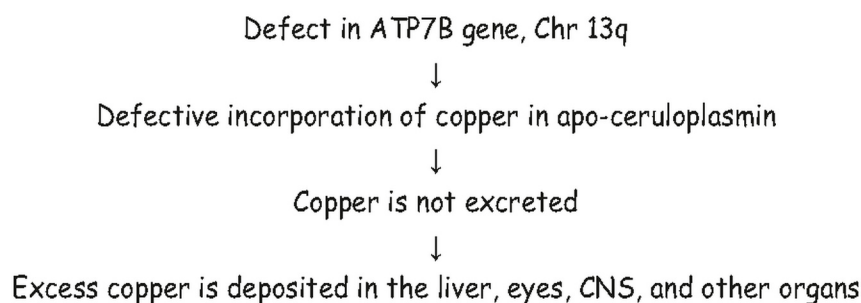 Defect in ATP7B gene, Chr 13q
↓
Defective incorporation of copper in apo-ceruloplasmin
↓
Copper is not excreted
↓
Excess copper is deposited in the liver, eyes, CNS, and other organs